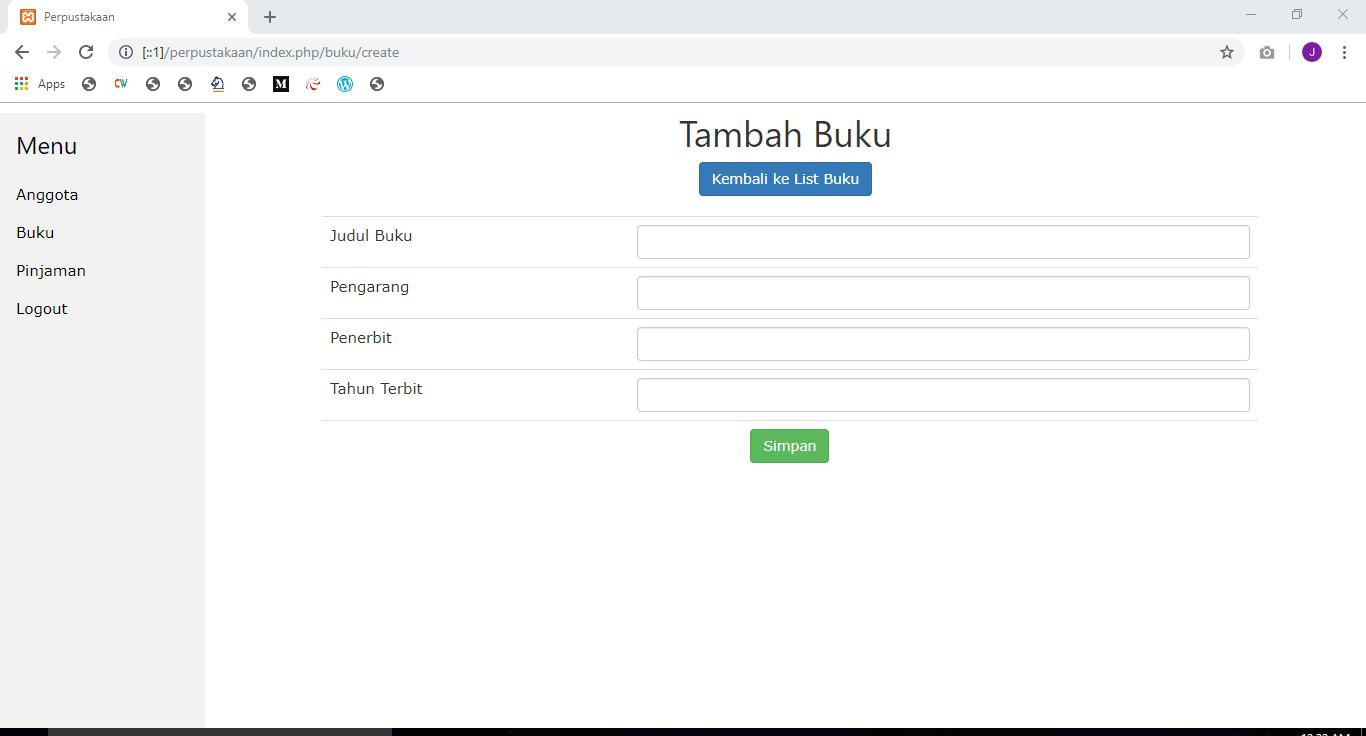 Perpustakaan
[::1]/perpustakaan/index.php/buku/create
J
Apps
CW
M
Menu
Anggota
Buku
Pinjaman
Logout
Tambah Buku
Kembali ke List Buku
Judul Buku
Pengarang
Penerbit
Tahun Terbit
Simpan